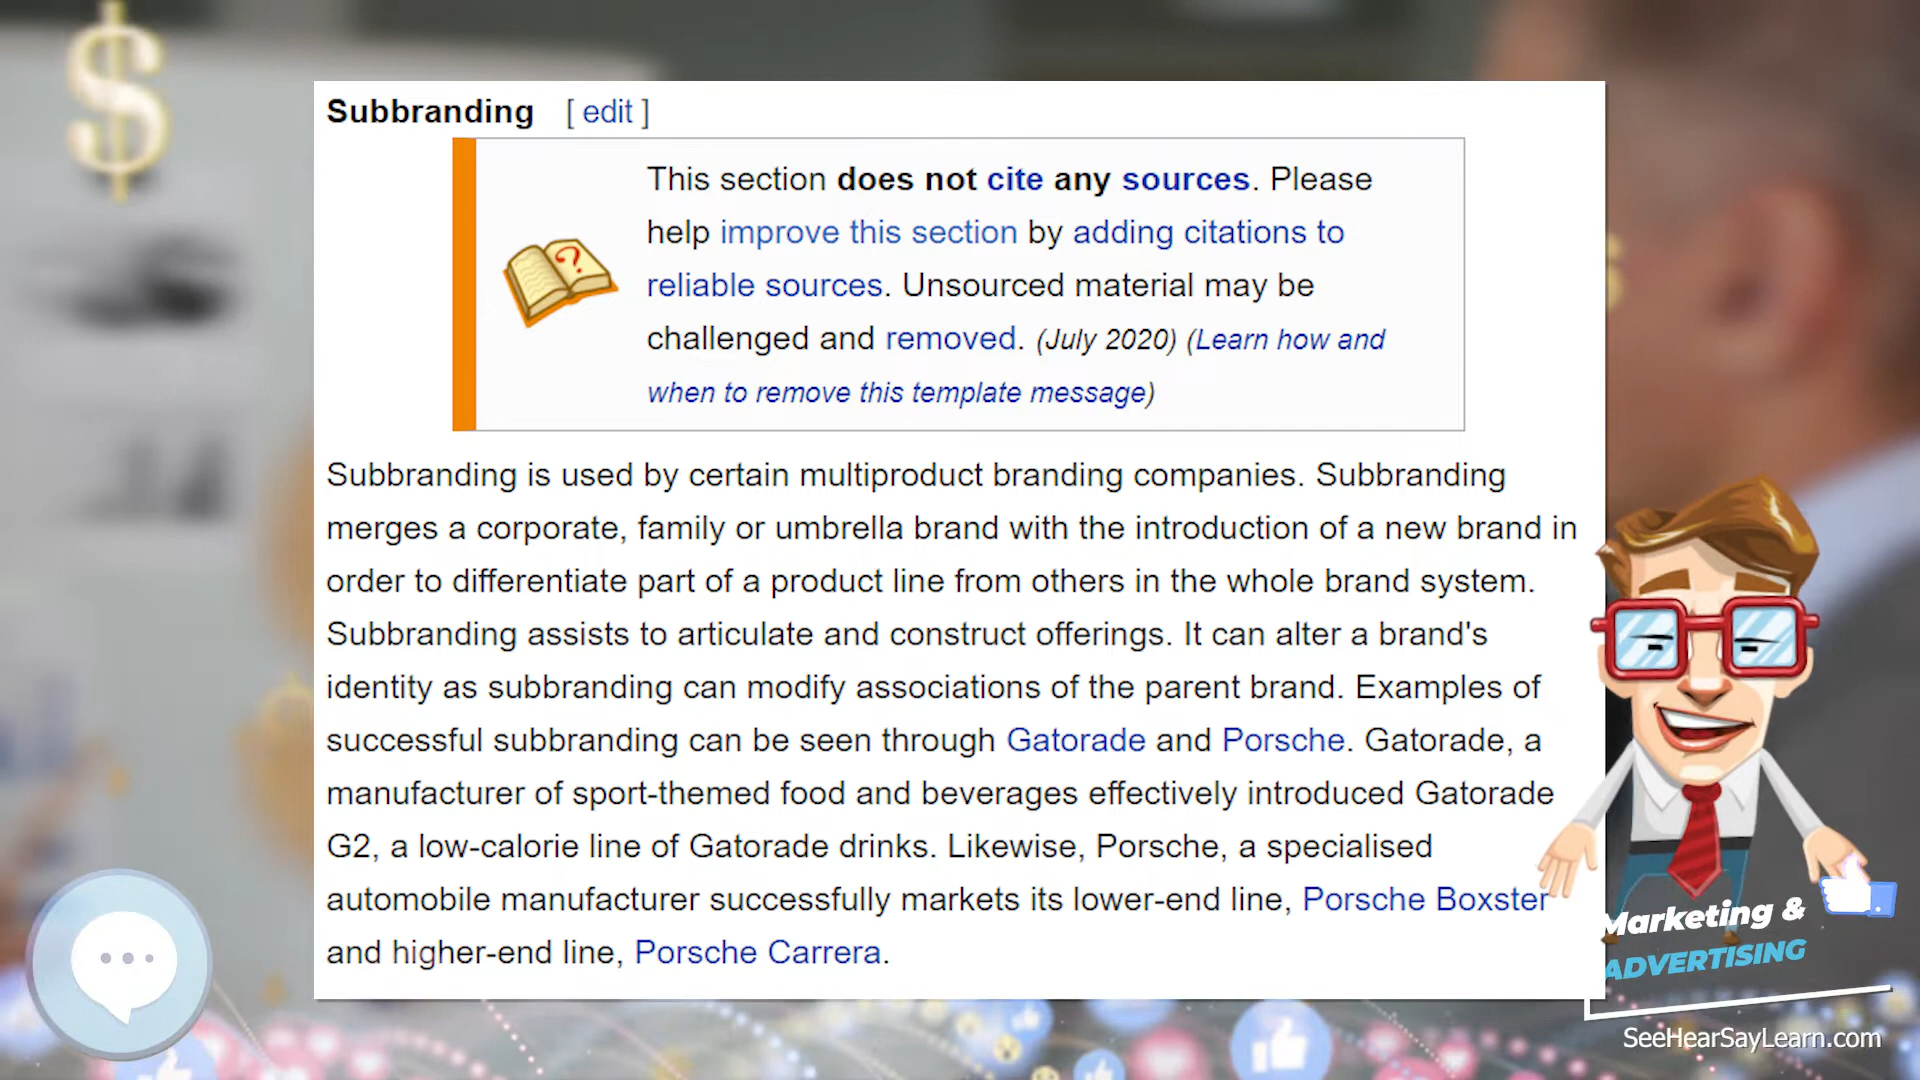 Subbranding [ edit ]
This section does not cite any sources. Please
help improve this section by adding citations to
reliable sources. Unsourced material may be
challenged and removed. (July 2020) (Learn how and
when to remove this template message)
Subbranding is used by certain multiproduct branding companies. Subbranding
merges a corporate, family or umbrella brand with the introduction of a new brand in
order to differentiate part of a product line from others in the whole brand system.
Subbranding assists to articulate and construct offerings. It can alter a brand's
identity as subbranding can modify associations of the parent brand. Examples of
successful subbranding can be seen through Gatorade and Porsche. Gatorade, a
manufacturer of sport-themed food and beverages effectively introduced Gatorade
G2, a low-calorie line of Gatorade drinks. Likewise, Porsche, a specialised
automobile manufacturer successfully markets its lower-end line, Porsche Boxster
and higher-end line, Porsche Carrera.
Marketing &
ADVERTISING
SeeHearSayLearn.com